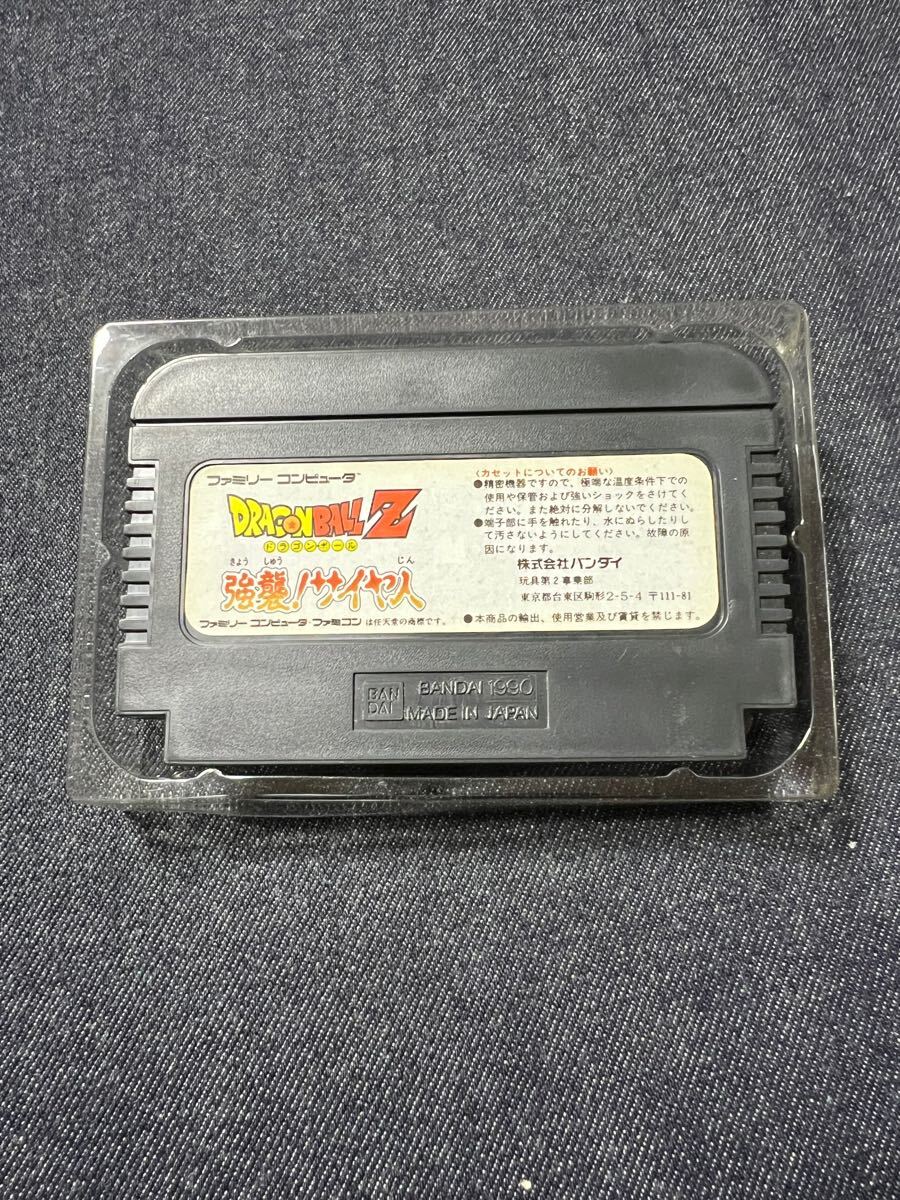 ファミリー コンピュータ™
DRAGON BALL Z
ドラゴンボール
きょう しゅう じん
強襲!サイヤ人
ファミリー コンピュータ・ファミコン は任天堂の商標です。
〈カセットについてのお願い〉
●精密機器ですので、極端な温度条件下での
使用や保管および強いショックをさけてく
ださい。また絶対に分解しないでください。
●端子部に手を触れたり、水にぬらしたりし
て汚さないようにしてください。故障の原
因になります。
株式会社バンダイ
玩具第2事業部
東京都台東区駒形2-5-4 〒111-81
●本商品の輸出、使用営業及び賃貸を禁じます。
BAN
DAI
BANDAI 1990
MADE IN JAPAN